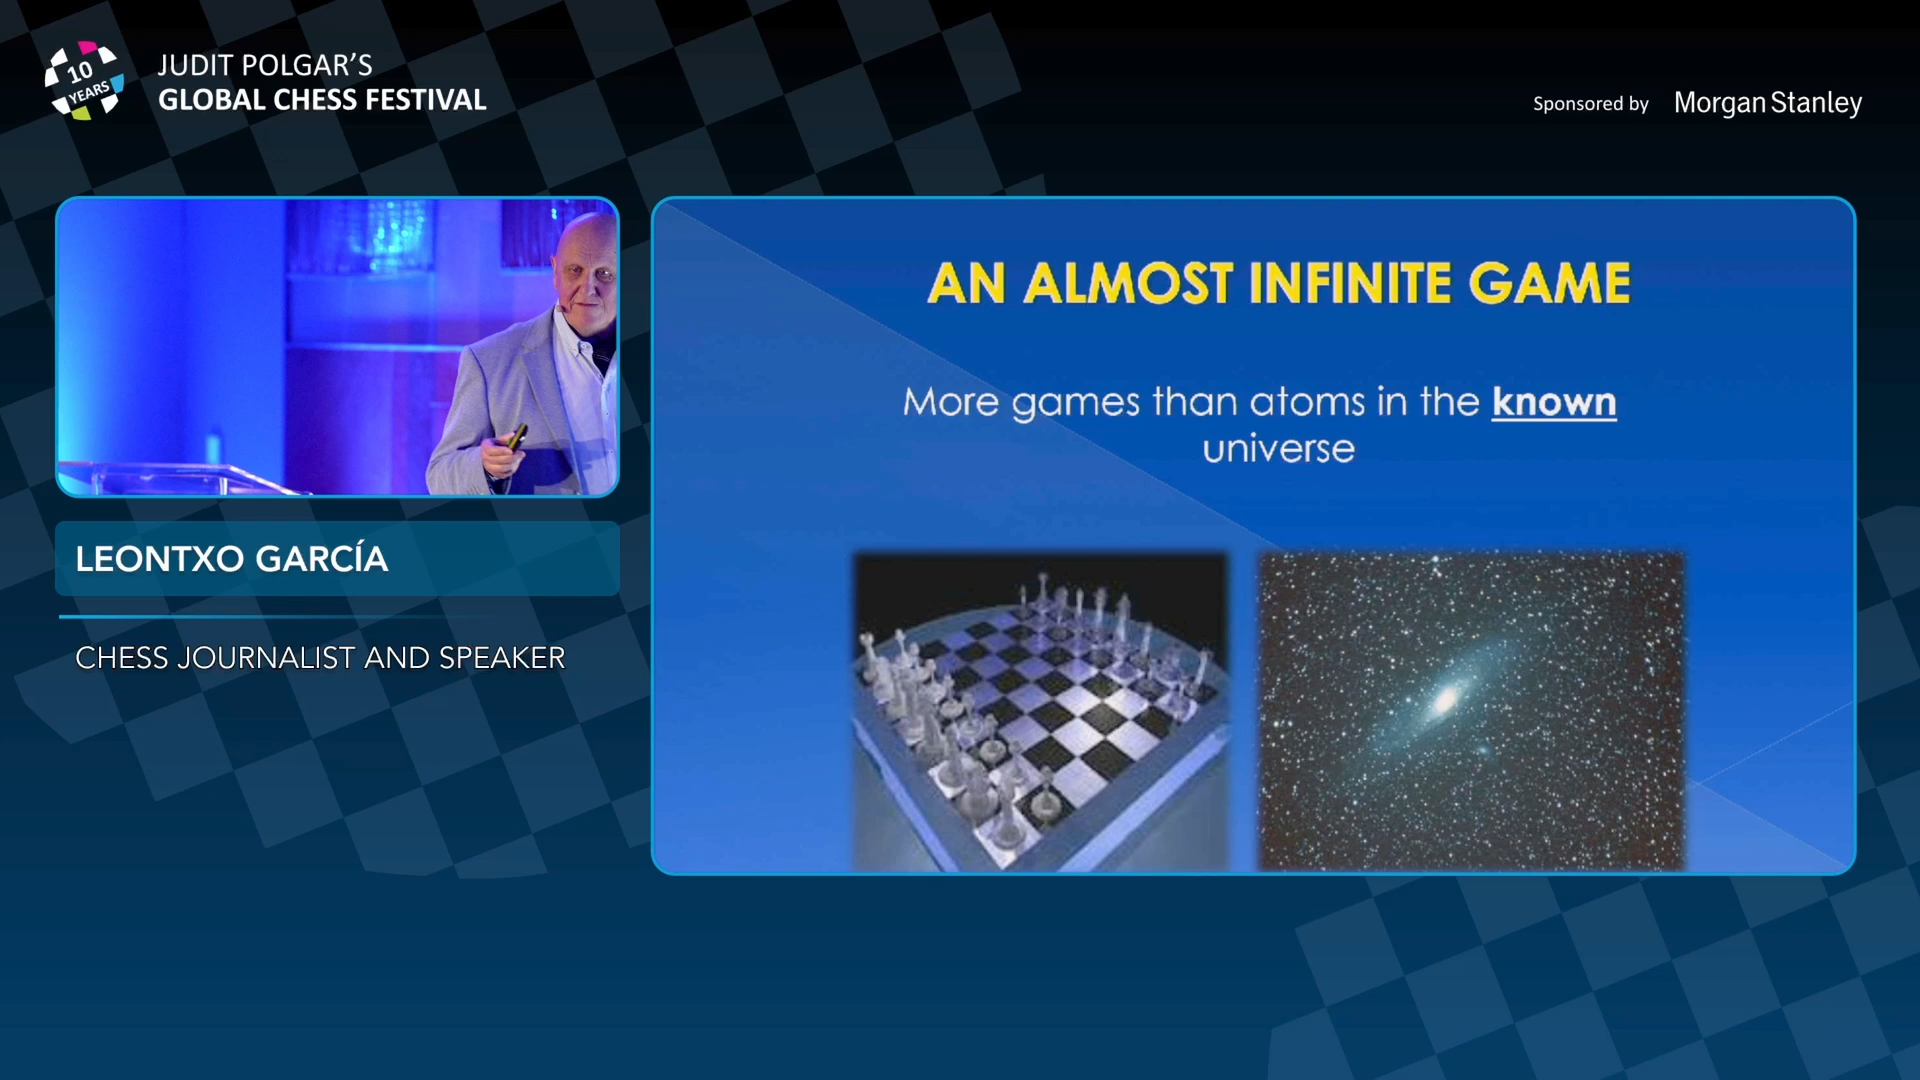 10
YEARS
JUDIT POLGAR'S
GLOBAL CHESS FESTIVAL
Sponsored by Morgan Stanley
LEONTXO GARCÍA
CHESS JOURNALIST AND SPEAKER
AN ALMOST INFINITE GAME
More games than atoms in the known
universe